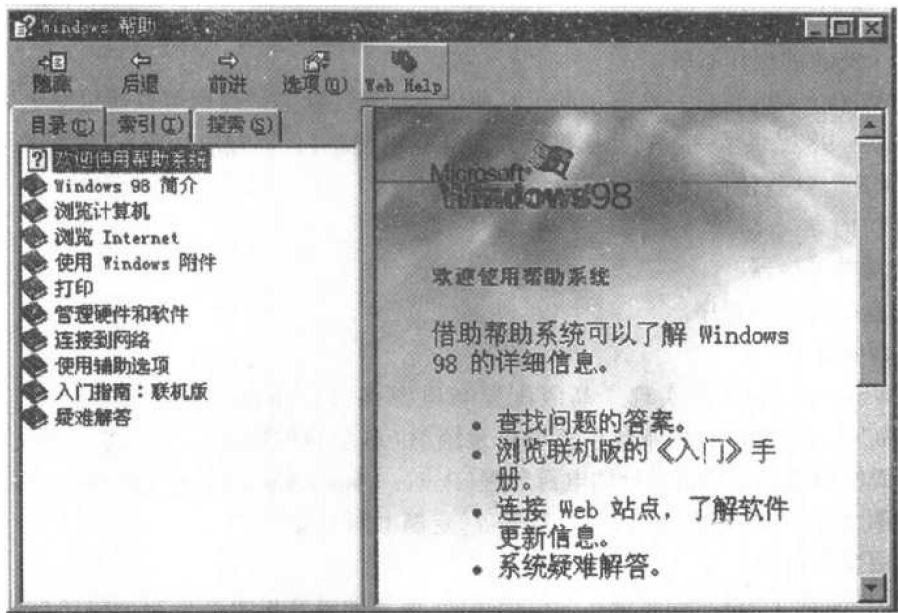 Windows 帮助
隐藏 后退 前进 选项(O) Web Help
目录(C) 索引(I) 搜索(S)
欢迎使用帮助系统
Windows 98 简介
浏览计算机
浏览 Internet
使用 Windows 附件
打印
管理硬件和软件
连接到网络
使用辅助选项
入门指南：联机版
疑难解答
Microsoft
Windows98
欢迎使用帮助系统
借助帮助系统可以了解 Windows
98 的详细信息。
• 查找问题的答案。
• 浏览联机版的《入门》手
册。
• 连接 Web 站点，了解软件
更新信息。
• 系统疑难解答。